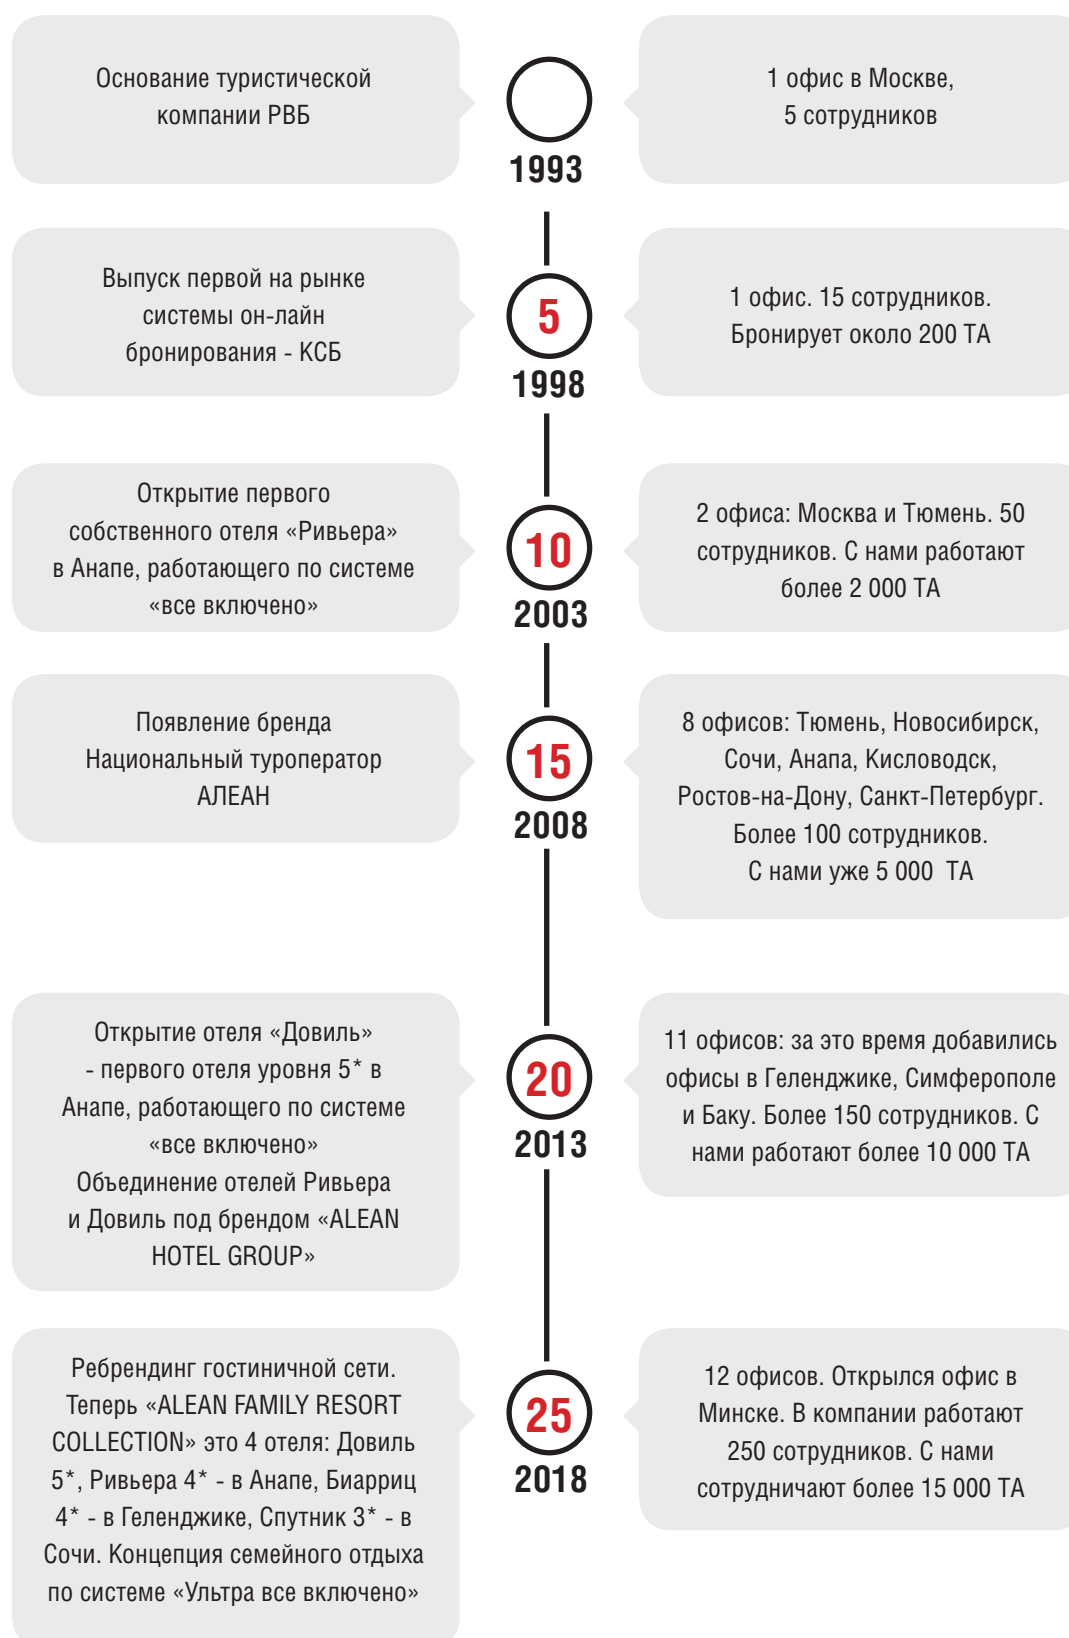 Основание туристической
компании РВБ
1993
1 офис в Москве,
5 сотрудников
Выпуск первой на рынке
системы он-лайн
бронирования - КСБ
5
1998
1 офис. 15 сотрудников.
Бронирует около 200 ТА
Открытие первого
собственного отеля «Ривьера»
в Анапе, работающего по системе
«все включено»
10
2003
2 офиса: Москва и Тюмень. 50
сотрудников. С нами работают
более 2 000 ТА
Появление бренда
Национальный туроператор
АЛЕАН
15
2008
8 офисов: Тюмень, Новосибирск,
Сочи, Анапа, Кисловодск,
Ростов-на-Дону, Санкт-Петербург.
Более 100 сотрудников.
С нами уже 5 000 ТА
Открытие отеля «Довиль»
- первого отеля уровня 5* в
Анапе, работающего по системе
«все включено»
Объединение отелей Ривьера
и Довиль под брендом «ALEAN
HOTEL GROUP»
20
2013
11 офисов: за это время добавились
офисы в Геленджике, Симферополе
и Баку. Более 150 сотрудников. С
нами работают более 10 000 ТА
Ребрендинг гостиничной сети.
Теперь «ALEAN FAMILY RESORT
COLLECTION» это 4 отеля: Довиль
5*, Ривьера 4* - в Анапе, Биарриц
4* - в Геленджике, Спутник 3* - в
Сочи. Концепция семейного отдыха
по системе «Ультра все включено»
25
2018
12 офисов. Открылся офис в
Минске. В компании работают
250 сотрудников. С нами
сотрудничают более 15 000 ТА